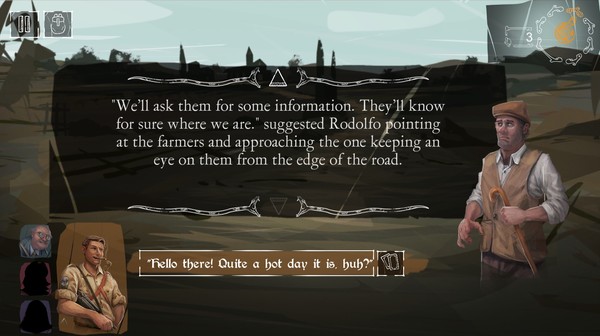 3
"We'll ask them for some information. They'll know
for sure where we are." suggested Rodolfo pointing
at the farmers and approaching the one keeping an
eye on them from the edge of the road.
"Hello there! Quite a hot day it is, huh?"